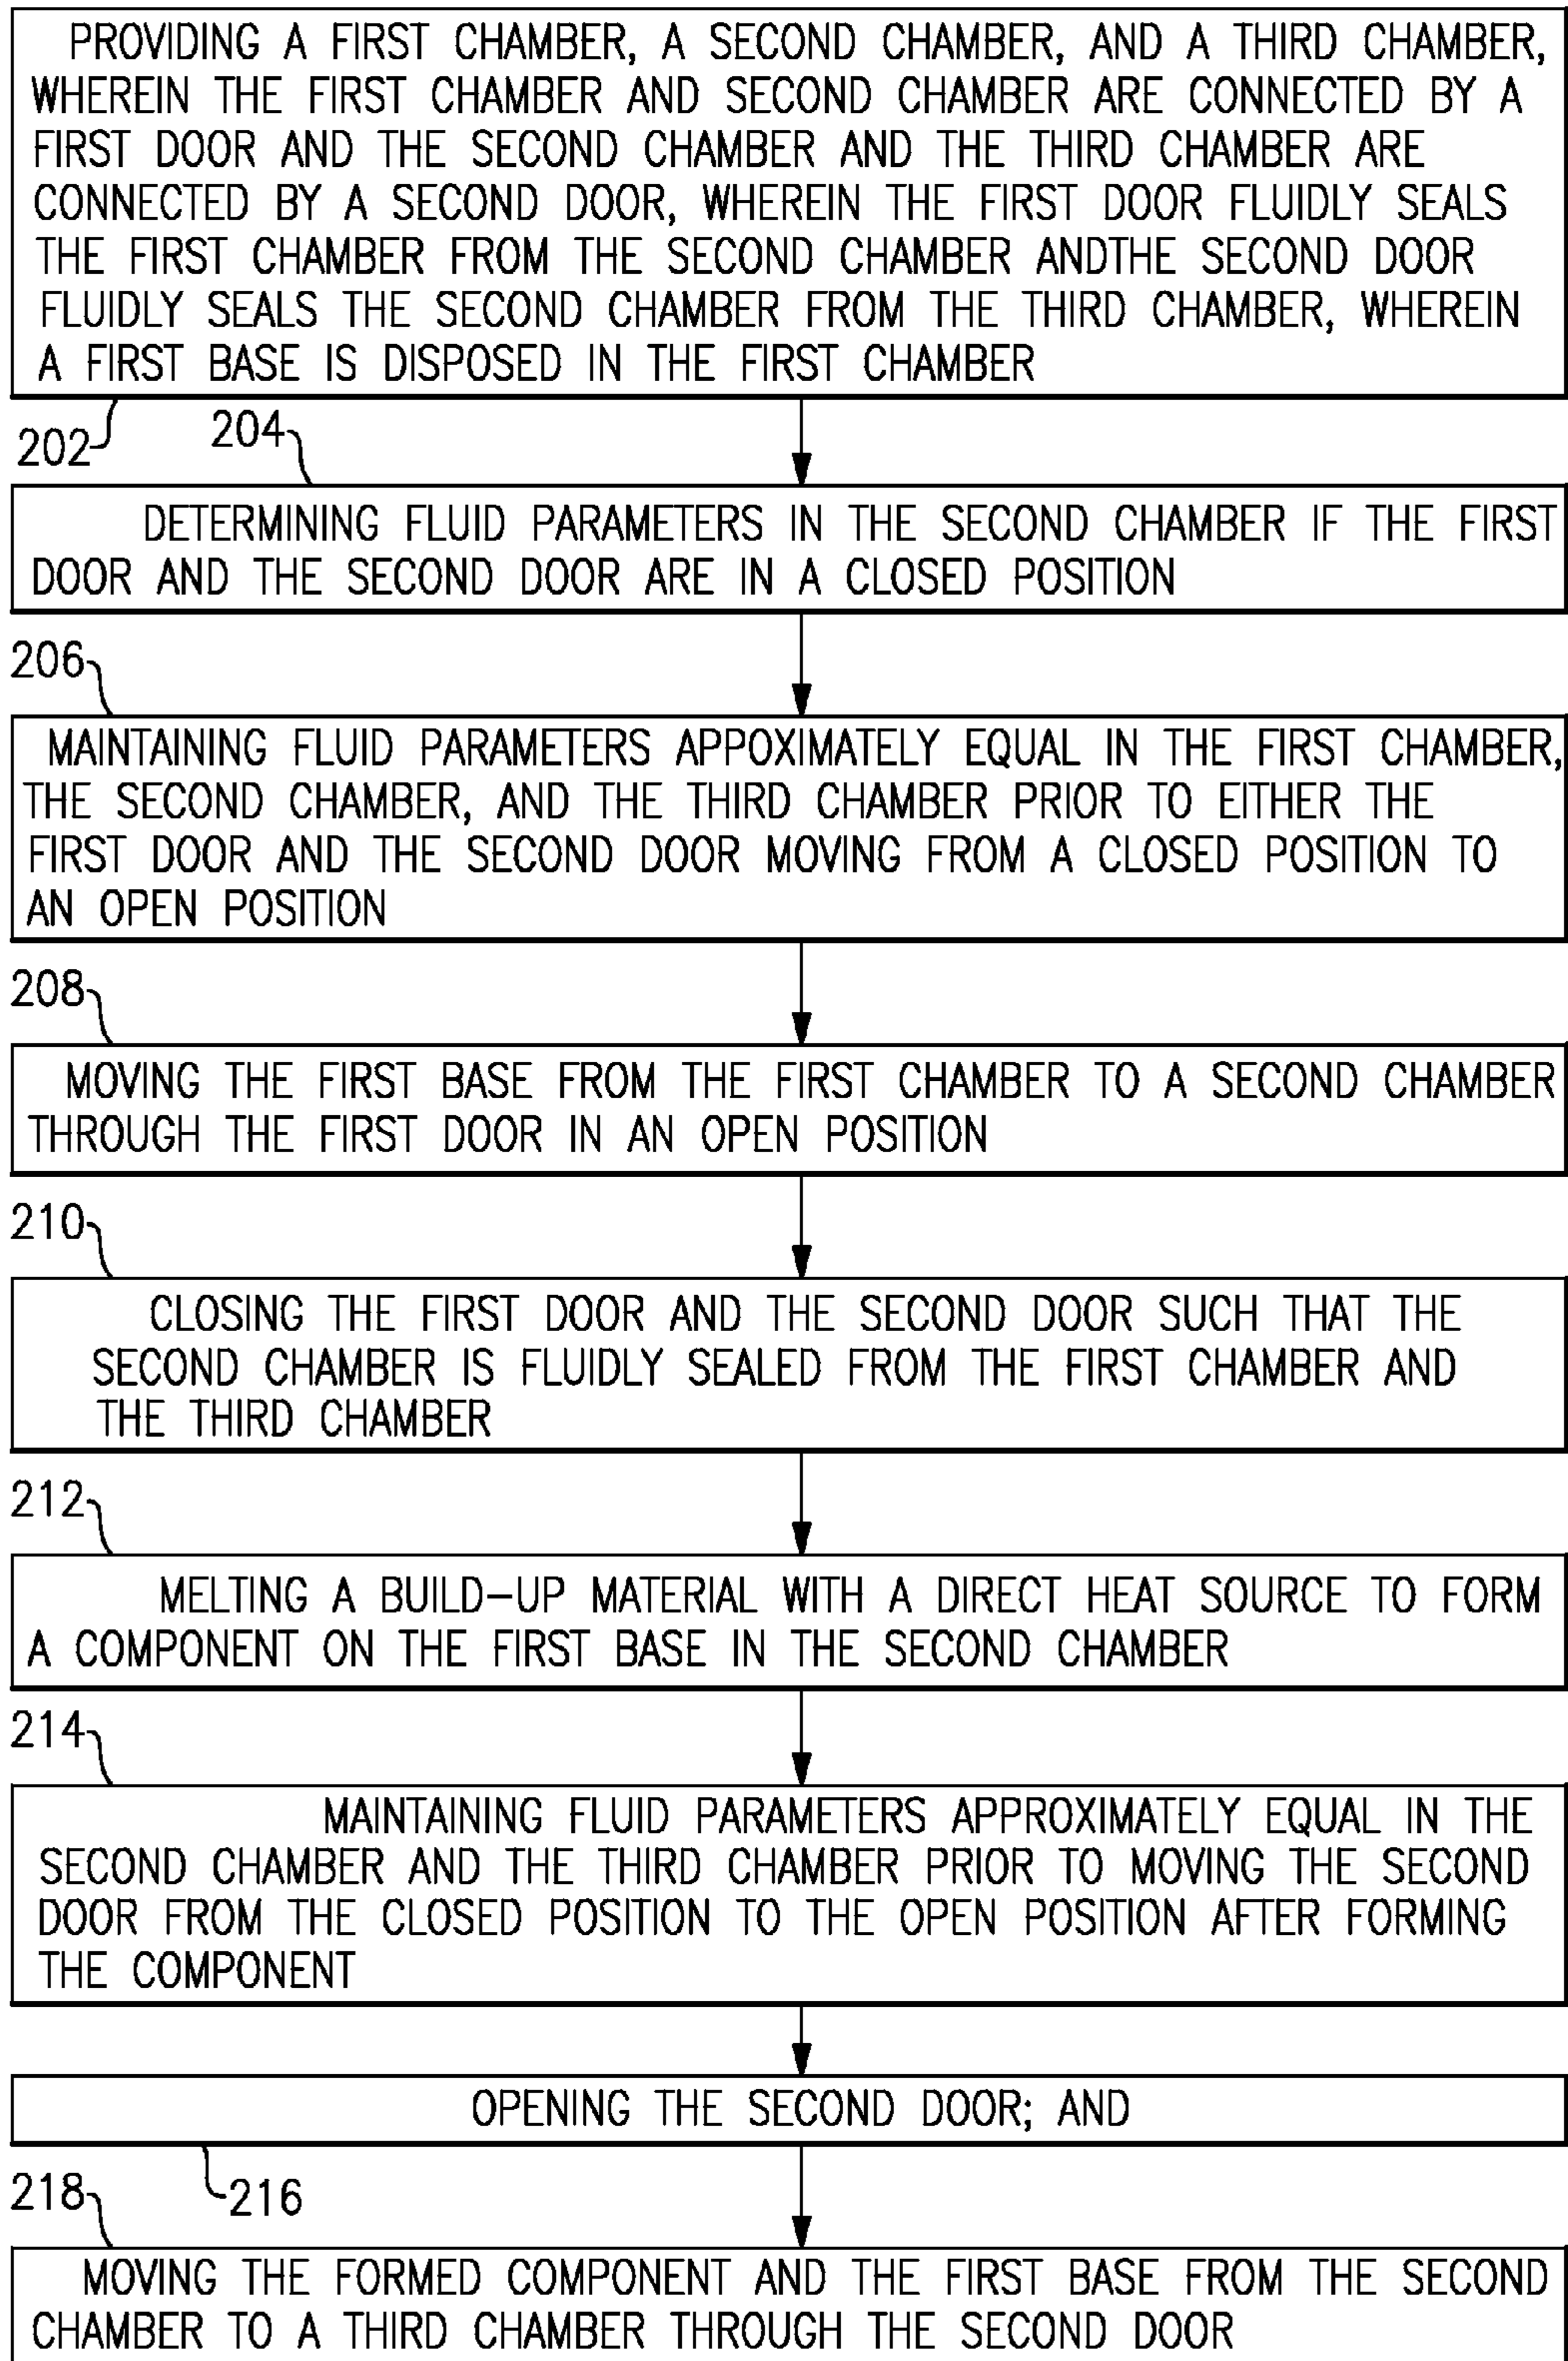 PROVIDING A FIRST CHAMBER, A SECOND CHAMBER, AND A THIRD CHAMBER,
WHEREIN THE FIRST CHAMBER AND SECOND CHAMBER ARE CONNECTED BY A
FIRST DOOR AND THE SECOND CHAMBER AND THE THIRD CHAMBER ARE
CONNECTED BY A SECOND DOOR, WHEREIN THE FIRST DOOR FLUIDLY SEALS
THE FIRST CHAMBER FROM THE SECOND CHAMBER ANDTHE SECOND DOOR
FLUIDLY SEALS THE SECOND CHAMBER FROM THE THIRD CHAMBER, WHEREIN
A FIRST BASE IS DISPOSED IN THE FIRST CHAMBER
202
204
DETERMINING FLUID PARAMETERS IN THE SECOND CHAMBER IF THE FIRST
DOOR AND THE SECOND DOOR ARE IN A CLOSED POSITION
206
MAINTAINING FLUID PARAMETERS APPOXIMATELY EQUAL IN THE FIRST CHAMBER,
THE SECOND CHAMBER, AND THE THIRD CHAMBER PRIOR TO EITHER THE
FIRST DOOR AND THE SECOND DOOR MOVING FROM A CLOSED POSITION TO
AN OPEN POSITION
208
MOVING THE FIRST BASE FROM THE FIRST CHAMBER TO A SECOND CHAMBER
THROUGH THE FIRST DOOR IN AN OPEN POSITION
210
CLOSING THE FIRST DOOR AND THE SECOND DOOR SUCH THAT THE
SECOND CHAMBER IS FLUIDLY SEALED FROM THE FIRST CHAMBER AND
THE THIRD CHAMBER
212
MELTING A BUILD-UP MATERIAL WITH A DIRECT HEAT SOURCE TO FORM
A COMPONENT ON THE FIRST BASE IN THE SECOND CHAMBER
214
MAINTAINING FLUID PARAMETERS APPROXIMATELY EQUAL IN THE
SECOND CHAMBER AND THE THIRD CHAMBER PRIOR TO MOVING THE SECOND
DOOR FROM THE CLOSED POSITION TO THE OPEN POSITION AFTER FORMING
THE COMPONENT
OPENING THE SECOND DOOR; AND
216
218
MOVING THE FORMED COMPONENT AND THE FIRST BASE FROM THE SECOND
CHAMBER TO A THIRD CHAMBER THROUGH THE SECOND DOOR